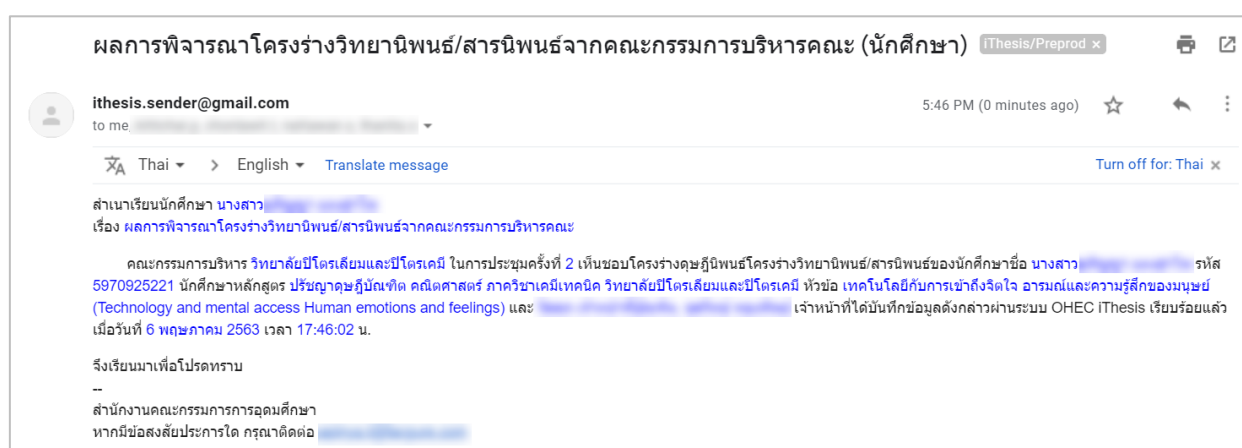 ผลการพิจารณาโครงร่างวิทยานิพนธ์/สารนิพนธ์จากคณะกรรมการบริหารคณะ (นักศึกษา) iThesis/Preprod ×
ithesis.sender@gmail.com
5:46 PM (0 minutes ago)
to me,
Thai > English Translate message
Turn off for: Thai ×
สำเนาเรียนนักศึกษา นางสาว
เรื่อง ผลการพิจารณาโครงร่างวิทยานิพนธ์/สารนิพนธ์จากคณะกรรมการบริหารคณะ
คณะกรรมการบริหาร วิทยาลัยปิโตรเลียมและปิโตรเคมี ในการประชุมครั้งที่ 2 เห็นชอบโครงร่างดุษฎีนิพนธ์โครงร่างวิทยานิพนธ์/สารนิพนธ์ของนักศึกษาชื่อ นางสาว รหัส
5970925221 นักศึกษาหลักสูตร ปรัชญาดุษฎีบัณฑิต คณิตศาสตร์ ภาควิชาเคมีเทคนิค วิทยาลัยปิโตรเลียมและปิโตรเคมี หัวข้อ เทคโนโลยีกับการเข้าถึงจิตใจ อารมณ์และความรู้สึกของมนุษย์
(Technology and mental access Human emotions and feelings) และ เจ้าหน้าที่ได้บันทึกข้อมูลดังกล่าวผ่านระบบ OHEC iThesis เรียบร้อยแล้ว
เมื่อวันที่ 6 พฤษภาคม 2563 เวลา 17:46:02 น.
จึงเรียนมาเพื่อโปรดทราบ
--
สำนักงานคณะกรรมการการอุดมศึกษา
หากมีข้อสงสัยประการใด กรุณาติดต่อ